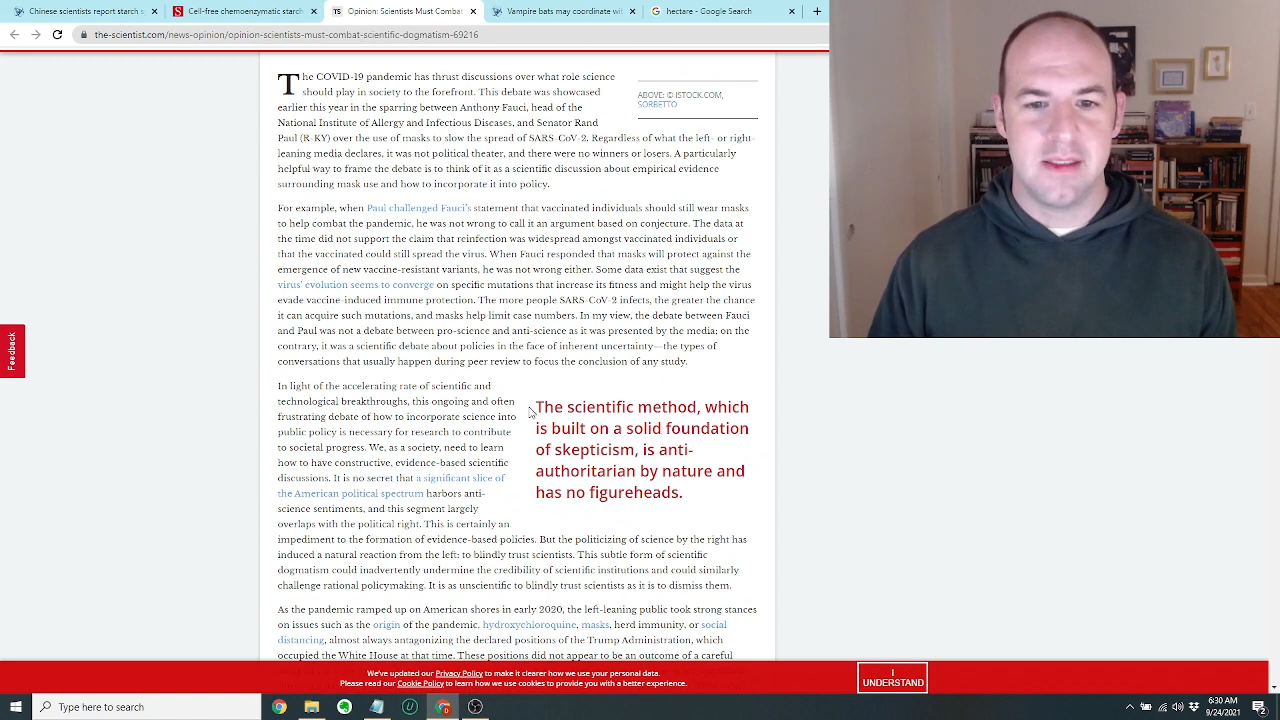 Chinese scientists report s
Cell-free chemoenzymatic starch
Opinion: Scientists Must Combat
Vampire bats may coordinate wit
hectare - Google Search
the-scientist.com/news-opinion/opinion-scientists-must-combat-scientific-dogmatism-69216
The COVID-19 pandemic has thrust discussions over what role science
should play in society to the forefront. This debate was showcased
earlier this year in the sparring between Anthony Fauci, head of the
National Institute of Allergy and Infectious Diseases, and Senator Rand
Paul (R-KY) over the use of masks to slow the spread of SARS-CoV-2. Regardless of what the left- or right-
leaning media declares, it was not political theater, and there were no winners or losers. A particularly
helpful way to frame the debate is to think of it as a scientific discussion about empirical evidence
surrounding mask use and how to incorporate it into policy.
ABOVE: © ISTOCK.COM,
SORBETTO
For example, when Paul challenged Fauci's statement that vaccinated individuals should still wear masks
to help combat the pandemic, he was not wrong to call it an argument based on conjecture. The data at
the time did not support the claim that reinfection was widespread amongst vaccinated individuals or
that the vaccinated could still spread the virus. When Fauci responded that masks will protect against the
emergence of new vaccine-resistant variants, he was not wrong either. Some data exist that suggest the
virus' evolution seems to converge on specific mutations that increase its fitness and might help the virus
evade vaccine-induced immune protection. The more people SARS-CoV-2 infects, the greater the chance
it can acquire such mutations, and masks help limit case numbers. In my view, the debate between Fauci
and Paul was not a debate between pro-science and anti-science as it was presented by the media; on the
contrary, it was a scientific debate about policies in the face of inherent uncertainty—the types of
conversations that usually happen during peer review to focus the conclusion of any study.
In light of the accelerating rate of scientific and
technological breakthroughs, this ongoing and often
frustrating debate of how to incorporate science into
public policy is necessary for research to contribute
to societal progress. We, as a society, need to learn
how to have constructive, evidence-based scientific
discussions. It is no secret that a significant slice of
the American political spectrum harbors anti-
science sentiments, and this segment largely
overlaps with the political right. This is certainly an
impediment to the formation of evidence-based policies. But the politicizing of science by the right has
induced a natural reaction from the left: to blindly trust scientists. This subtle form of scientific
dogmatism could inadvertently undermine the credibility of scientific institutions and could similarly
challenge rational policymaking. It is as unscientific to blindly trust scientists as it is to dismiss them.
The scientific method, which
is built on a solid foundation
of skepticism, is anti-
authoritarian by nature and
has no figureheads.
As the pandemic ramped up on American shores in early 2020, the left-leaning public took strong stances
on issues such as the origin of the pandemic, hydroxychloroquine, masks, herd immunity, or social
distancing, almost always antagonizing the declared positions of the Trump Administration, which
occupied the White House at that time. These positions did not appear to be an outcome of a careful
Feedback
We've updated our Privacy Policy to make it clearer how we use your personal data.
Please read our Cookie Policy to learn how we use cookies to provide you with a better experience.
I
UNDERSTAND
Type here to search
6:30 AM
9/24/2021